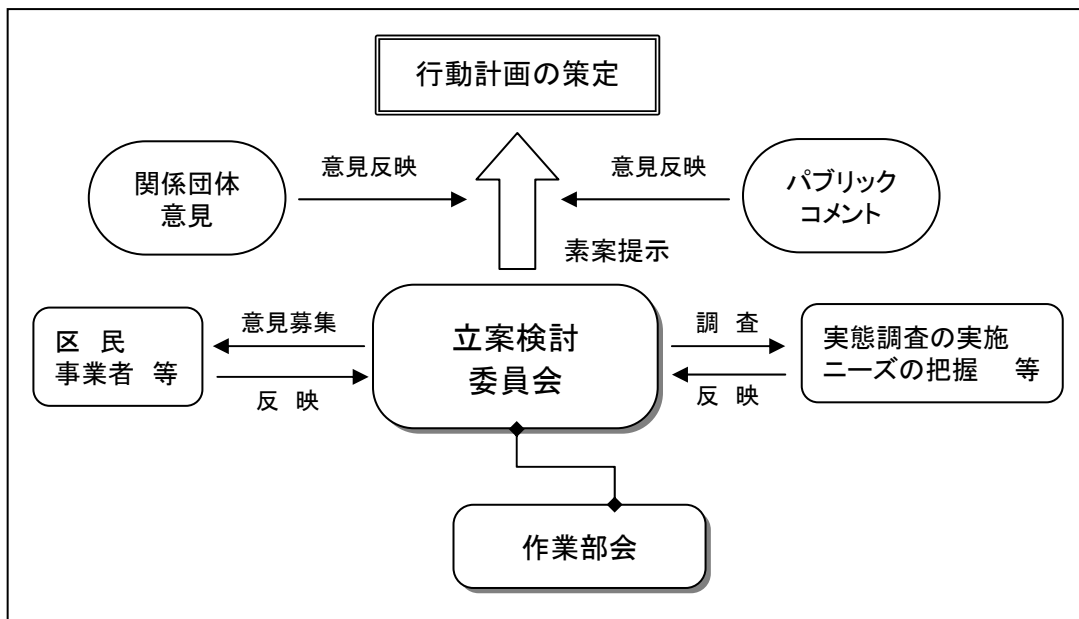 行動計画の策定
関係団体
意見
意見反映
意見反映
パブリック
コメント
素案提示
区 民
事業者 等
意見募集
反 映
立案検討
委員会
調 査
反 映
実態調査の実施
ニーズの把握 等
作業部会